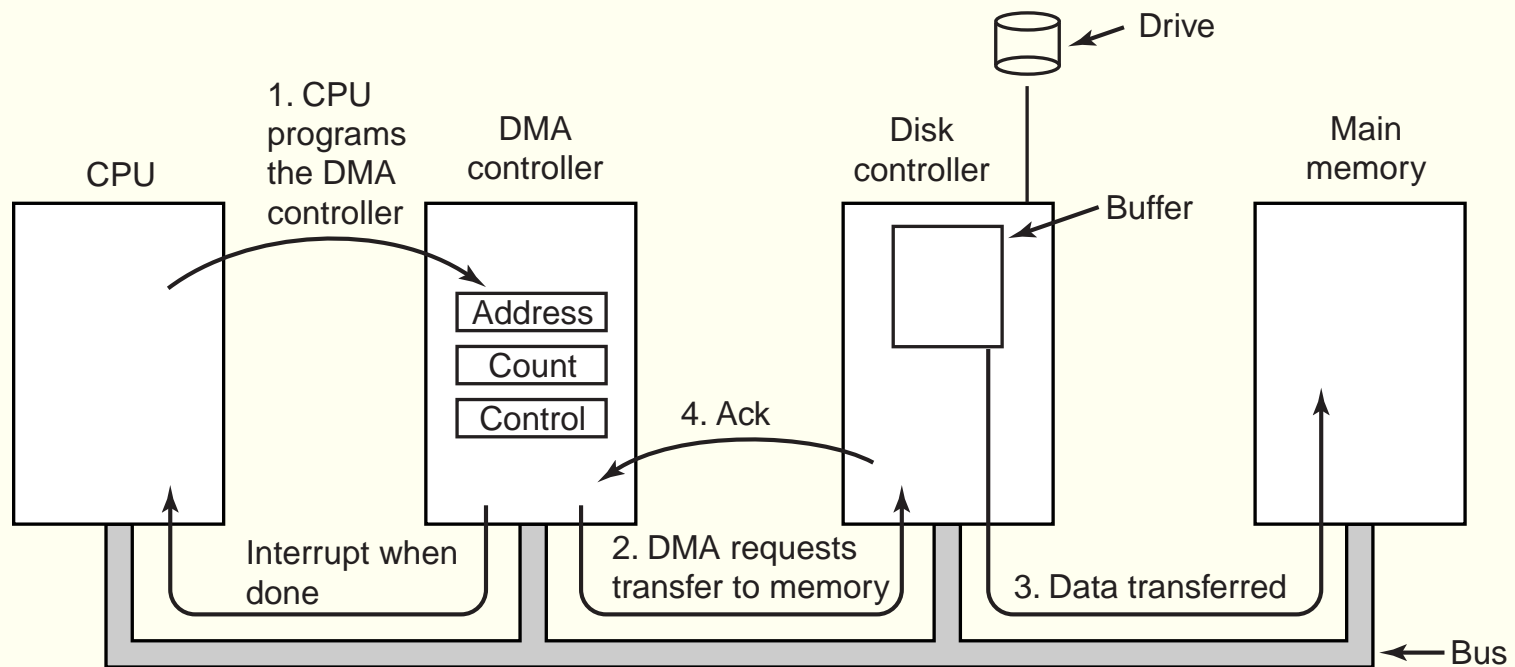 Drive
1. CPU
programs
the DMA
controller
CPU
DMA
controller
Disk
controller
Main
memory
Buffer
Address
Count
Control
4. Ack
Interrupt when
done
2. DMA requests
transfer to memory
3. Data transferred
Bus